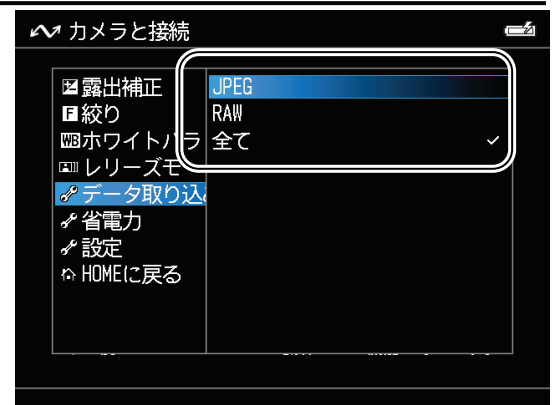 カメラと接続
露出補正
JPEG
F 絞り
RAW
WB ホワイトバラ
全て
レリーズモ
データ取り込
省電力
設定
HOMEに戻る